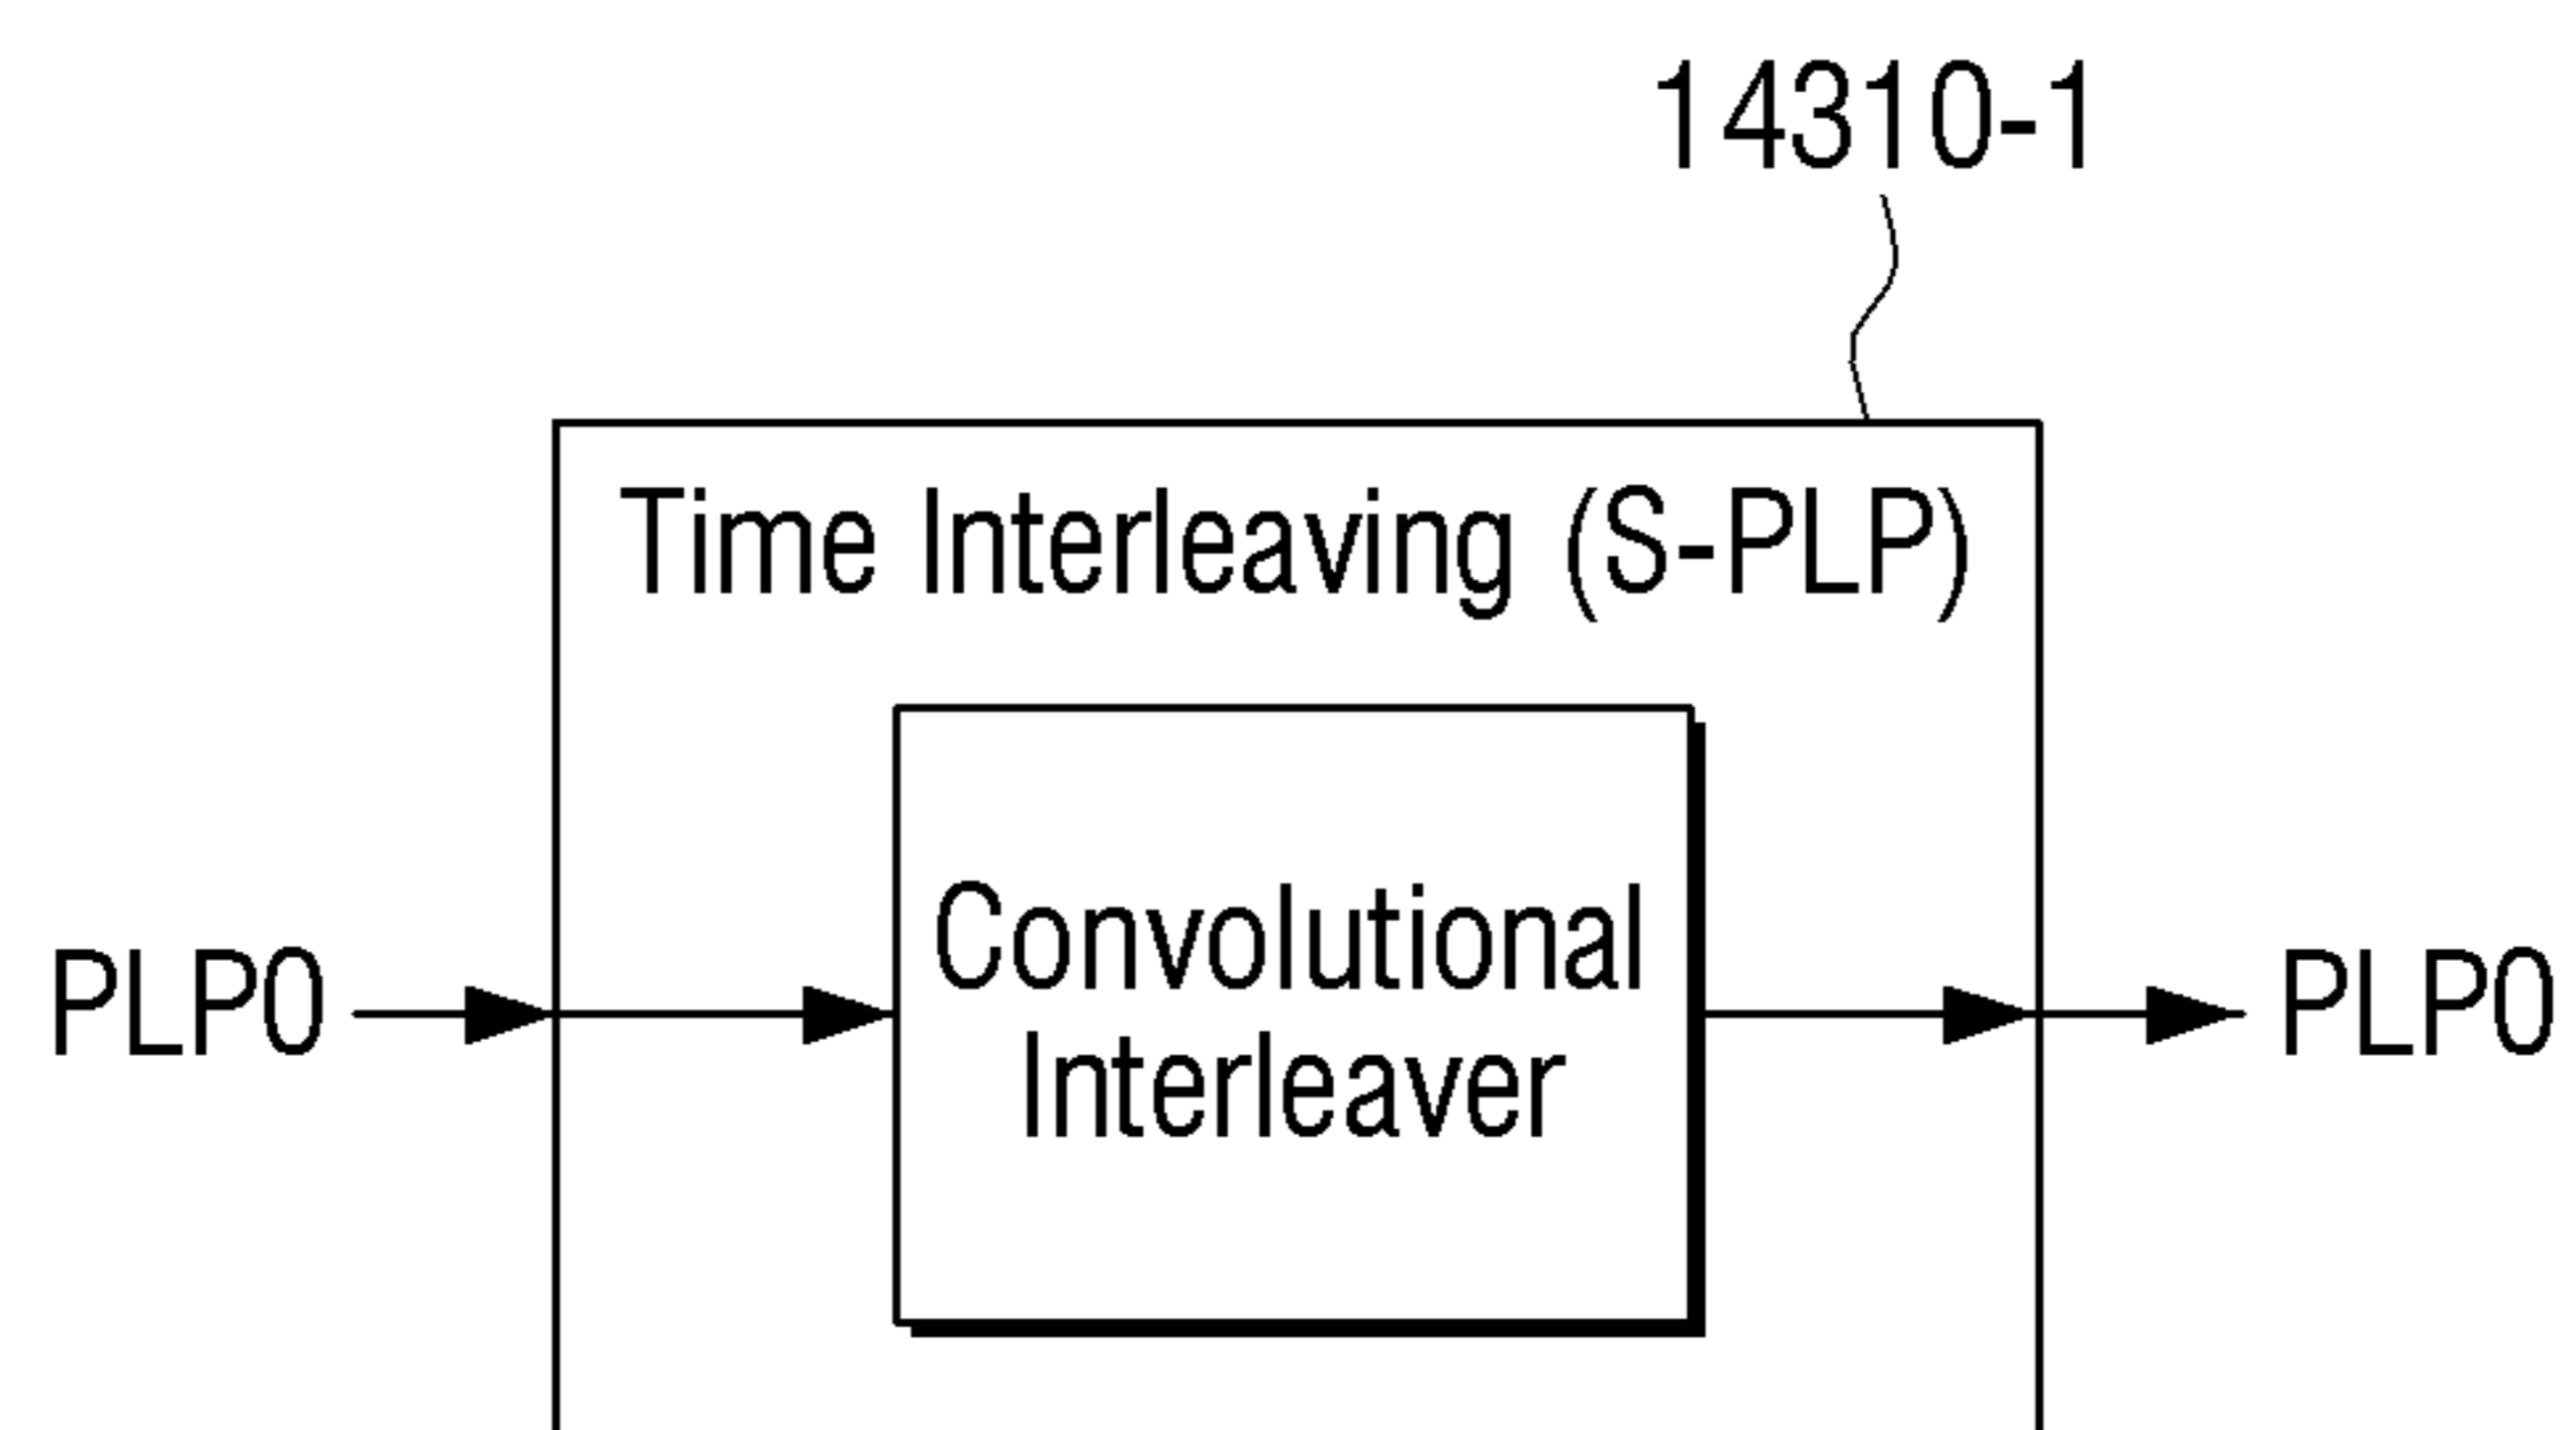 14310-1
Time Interleaving (S-PLP)
Convolutional
Interleaver
PLP0
PLP0